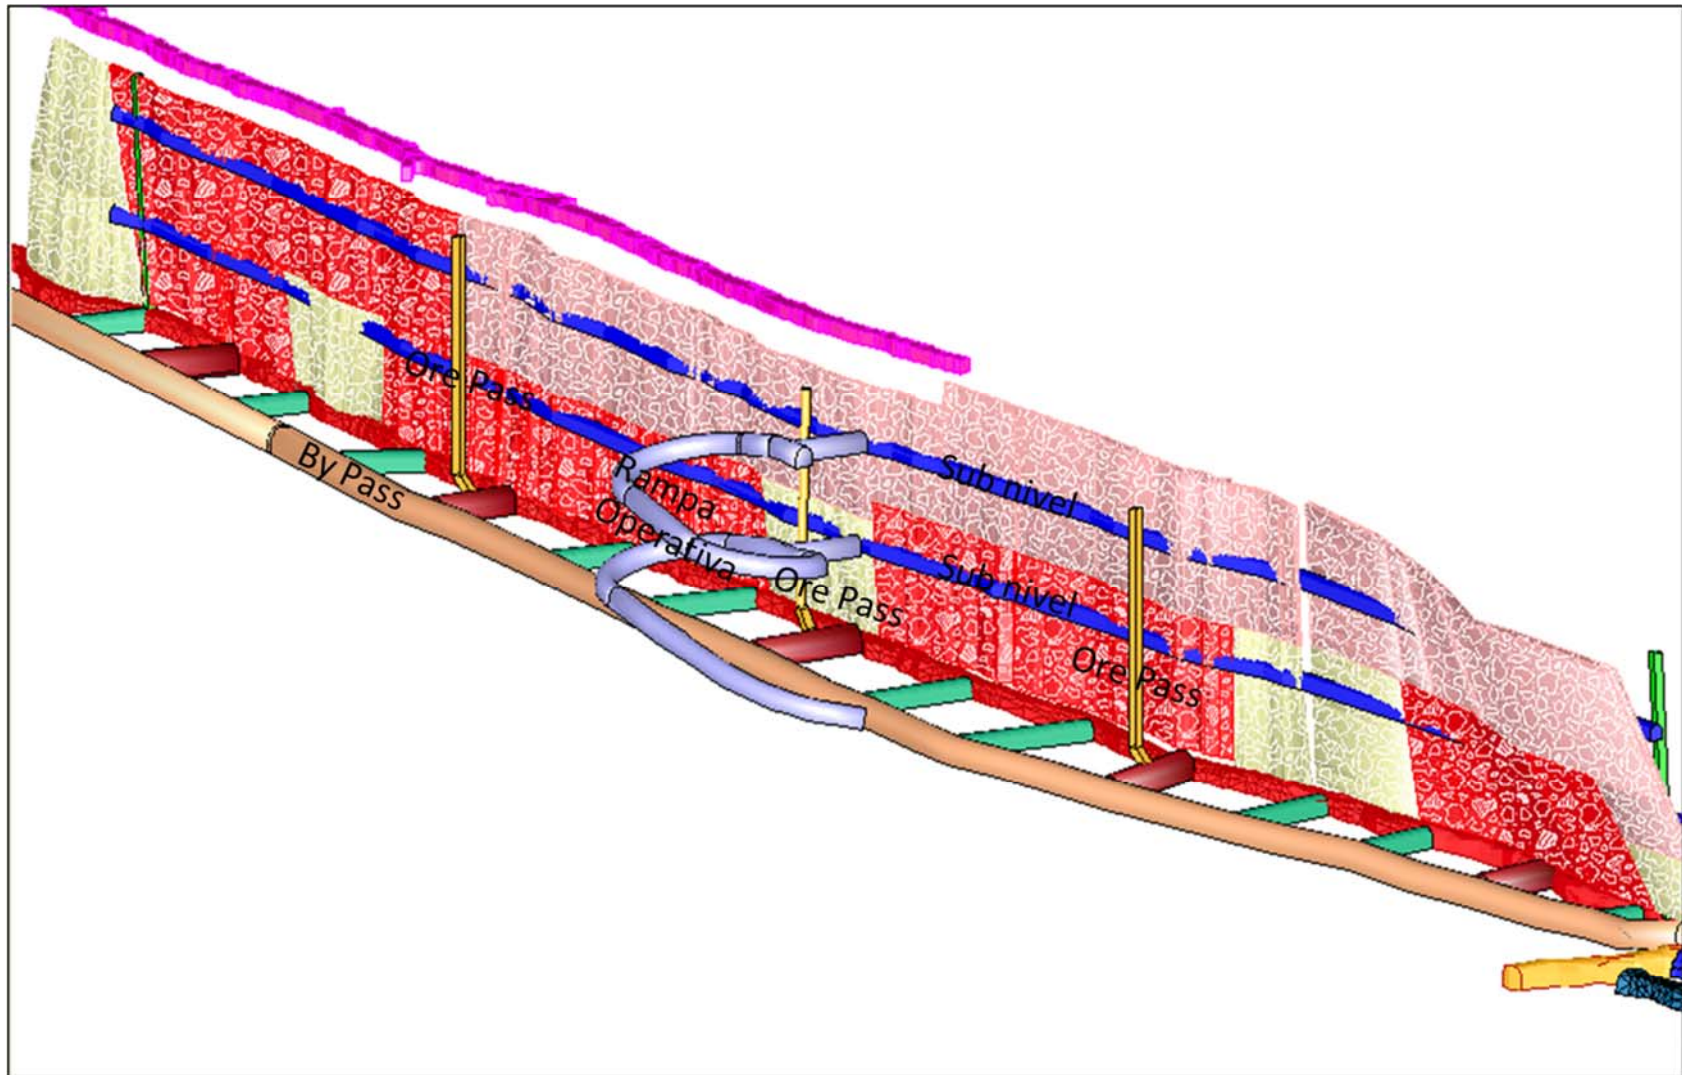 Ore Pass
By Pass
Rampa
Operativa
Sub nivel
Ore Pass
Sub nivel
Ore Pass